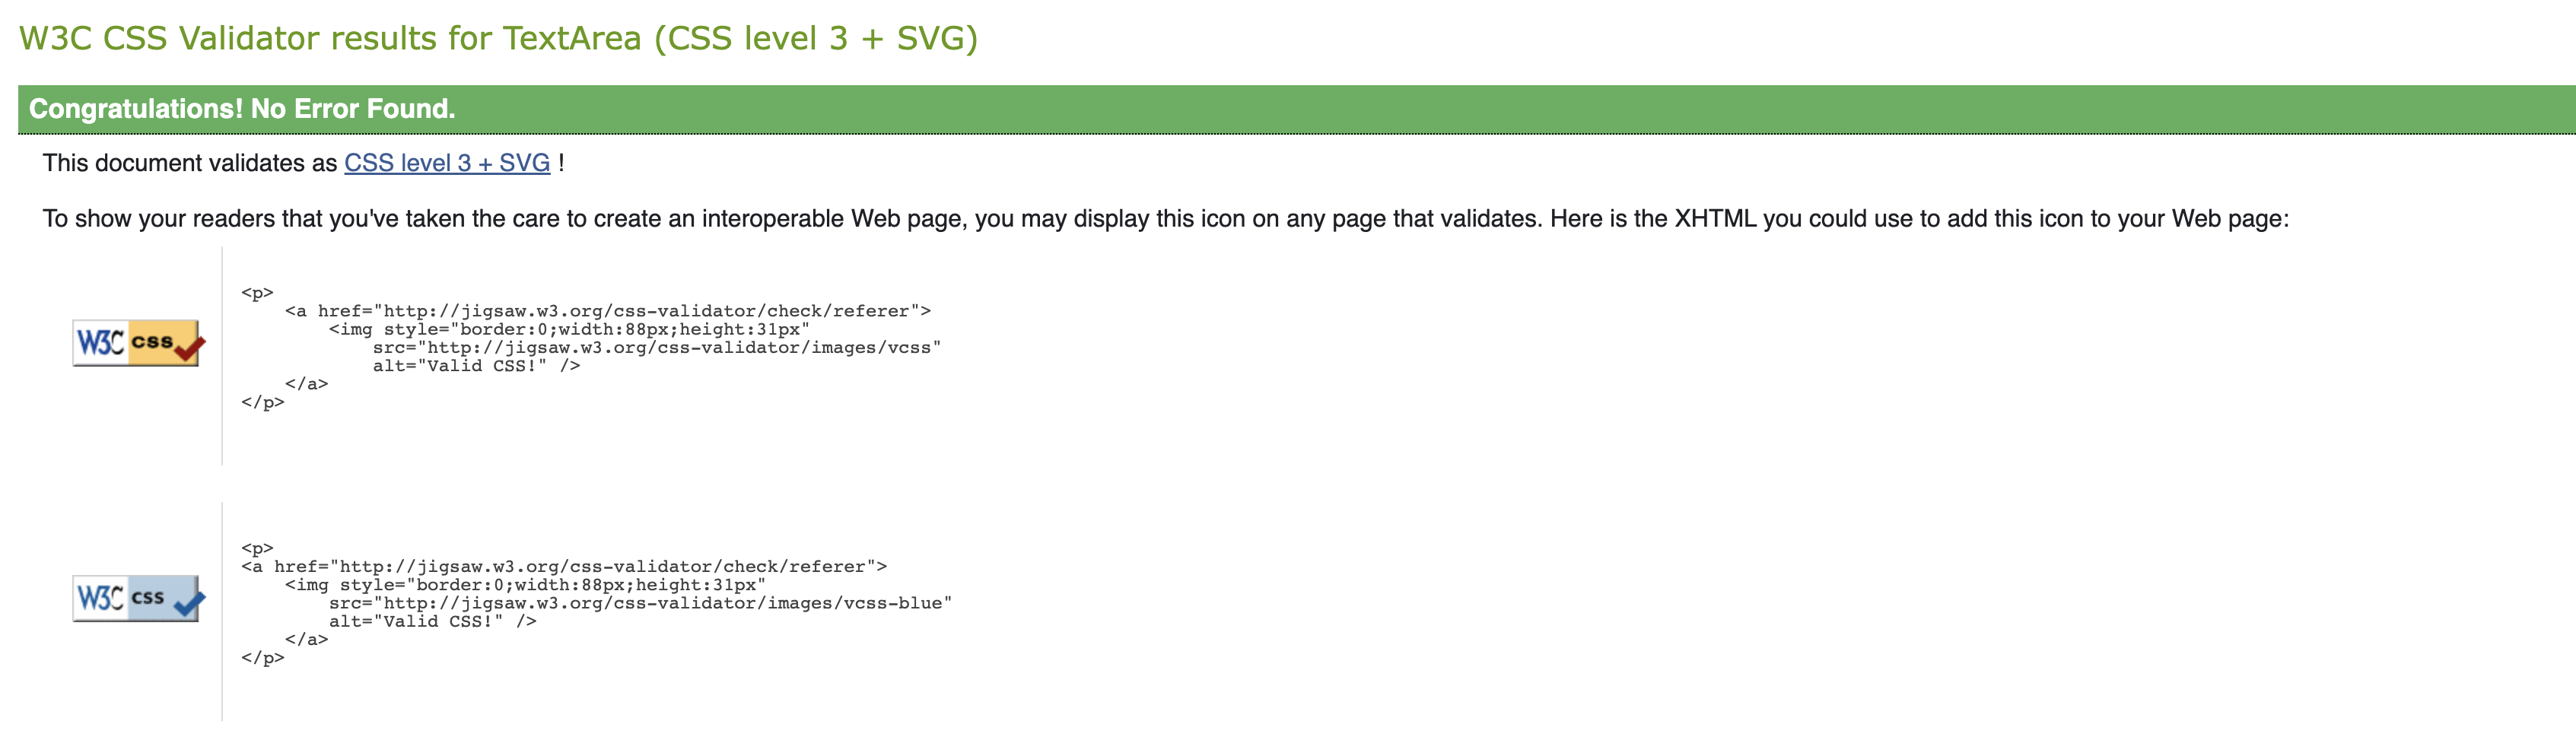 W3C CSS Validator results for TextArea (CSS level 3 + SVG)
Congratulations! No Error Found.
This document validates as CSS level 3 + SVG !
To show your readers that you've taken the care to create an interoperable Web page, you may display this icon on any page that validates. Here is the XHTML you could use to add this icon to your Web page:
W3C css
<p>
    <a href="http://jigsaw.w3.org/css-validator/check/referer">
        <img style="border:0;width:88px;height:31px"
            src="http://jigsaw.w3.org/css-validator/images/vcss"
            alt="Valid CSS!" />
    </a>
</p>
W3C css
<p>
<a href="http://jigsaw.w3.org/css-validator/check/referer">
    <img style="border:0;width:88px;height:31px"
        src="http://jigsaw.w3.org/css-validator/images/vcss-blue"
        alt="Valid CSS!" />
    </a>
</p>